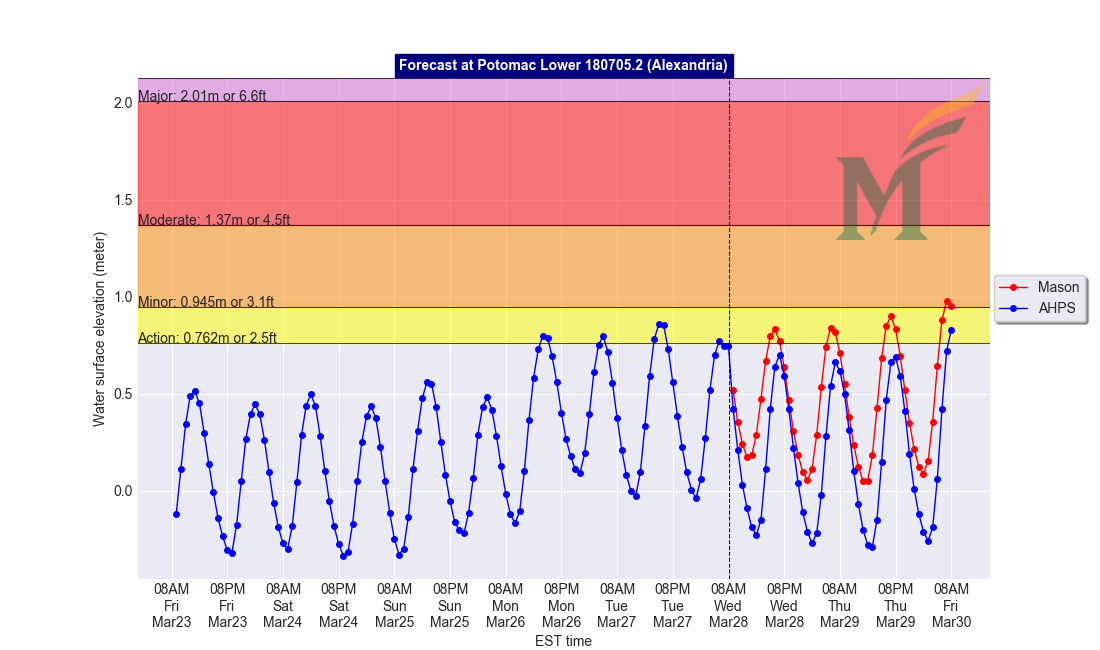 Forecast at Potomac Lower 180705.2 (Alexandria)
Major: 2.01m or 6.6ft
Moderate: 1.37m or 4.5ft
Minor: 0.945m or 3.1ft
Action: 0.762m or 2.5ft
2.0
1.5
1.0
0.5
0.0
Water surface elevation (meter)
M
Mason
AHPS
08AM 08PM 08AM 08PM 08AM 08PM 08AM 08PM 08AM 08PM 08AM 08PM 08AM 08PM 08AM
Fri Fri Sat Sat Sun Sun Mon Mon Tue Tue Wed Wed Thu Thu Fri
Mar23 Mar23 Mar24 Mar24 Mar25 Mar25 Mar26 Mar26 Mar27 Mar27 Mar28 Mar28 Mar29 Mar29 Mar30
EST time